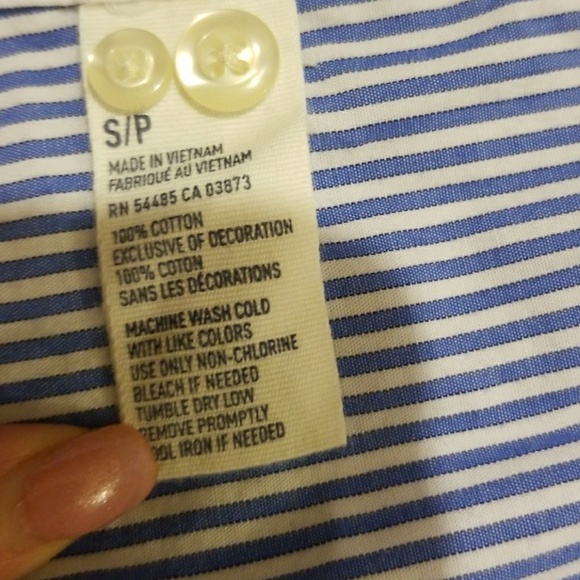 S/P
MADE IN VIETNAM
FABRIQUÉ AU VIETNAM
RN 54485 CA 03873
100% COTTON
EXCLUSIVE OF DECORATION
100% COTON
SANS LES DÉCORATIONS
MACHINE WASH COLD
WITH LIKE COLORS
USE ONLY NON-CHLORINE
BLEACH IF NEEDED
TUMBLE DRY LOW
REMOVE PROMPTLY
OOL IRON IF NEEDED